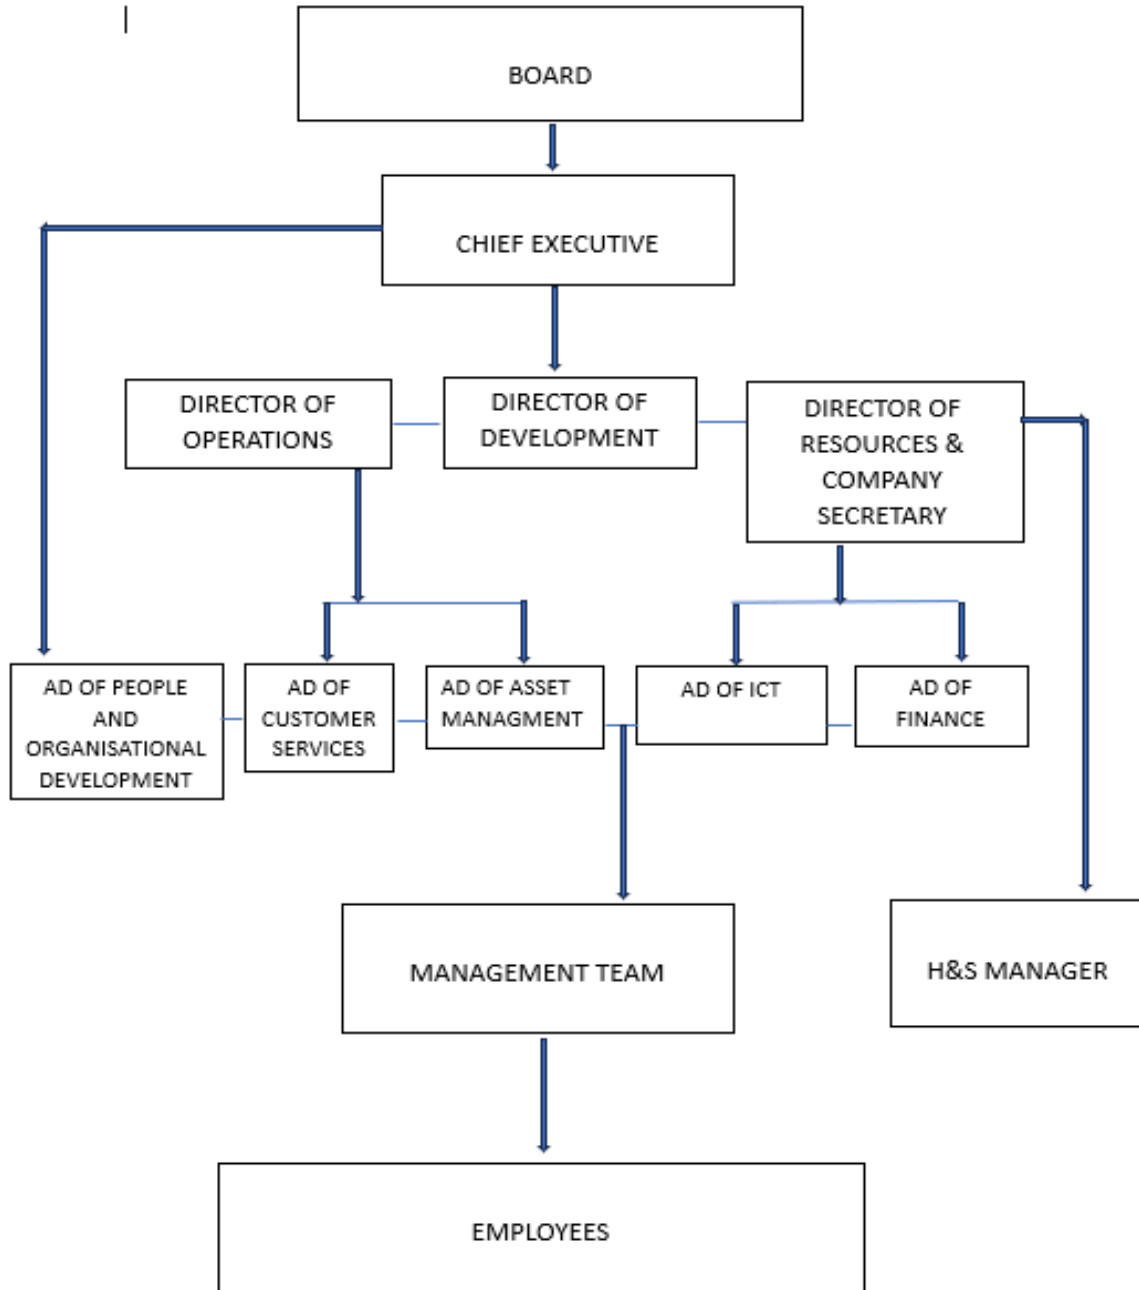 BOARD
CHIEF EXECUTIVE
DIRECTOR OF
OPERATIONS
DIRECTOR OF
DEVELOPMENT
DIRECTOR OF
RESOURCES &
COMPANY
SECRETARY
AD OF PEOPLE
AND
ORGANISATIONAL
DEVELOPMENT
AD OF
CUSTOMER
SERVICES
AD OF ASSET
MANAGMENT
AD OF ICT
AD OF
FINANCE
MANAGEMENT TEAM
H&S MANAGER
EMPLOYEES